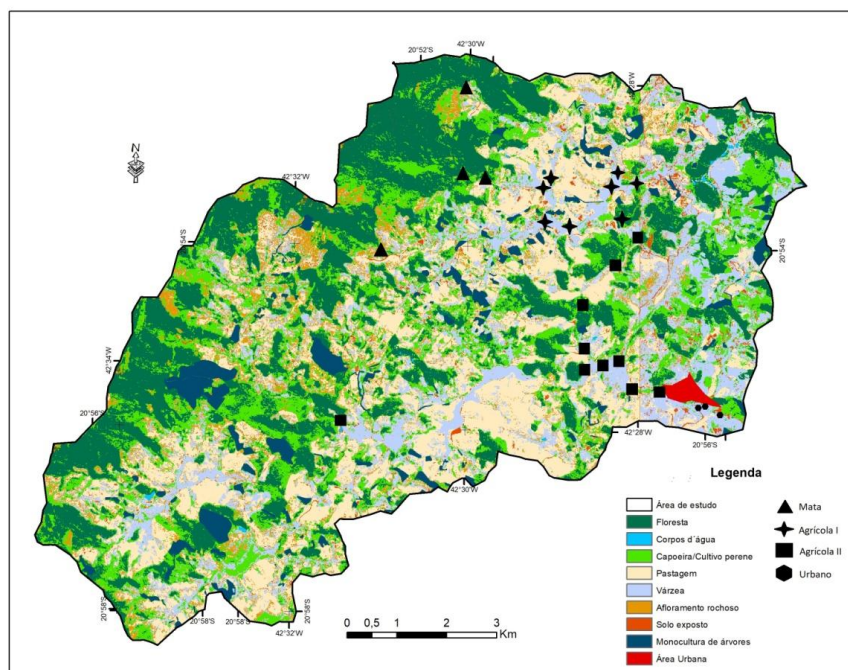 20°52'S
42°30'W
28'W
N
42°32'W
54'S
20°54'S
42°34'W
20°56'S
42°28'W
20°56'S
42°30'W
Legenda
Área de estudo
Floresta
Corpos d´água
Capoeira/Cultivo perene
Pastagem
Várzea
Afloramento rochoso
Solo exposto
Monocultura de árvores
Área Urbana
Mata
Agrícola I
Agrícola II
Urbano
20°58'S
20°58'S
20°58'S
42°32'W
20°58'S
0 0,5 1 2 3
Km